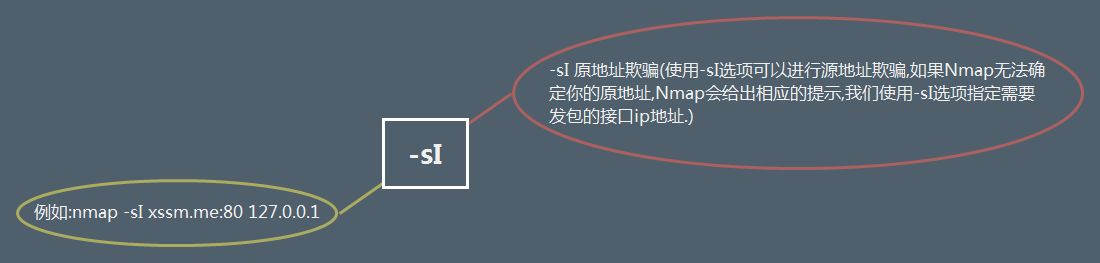 -sI 原地址欺骗(使用-sI选项可以进行源地址欺骗,如果Nmap无法确
定你的原地址,Nmap会给出相应的提示,我们使用-sI选项指定需要
发包的接口ip地址.)
-sI
例如:nmap -sI xssm.me:80 127.0.0.1